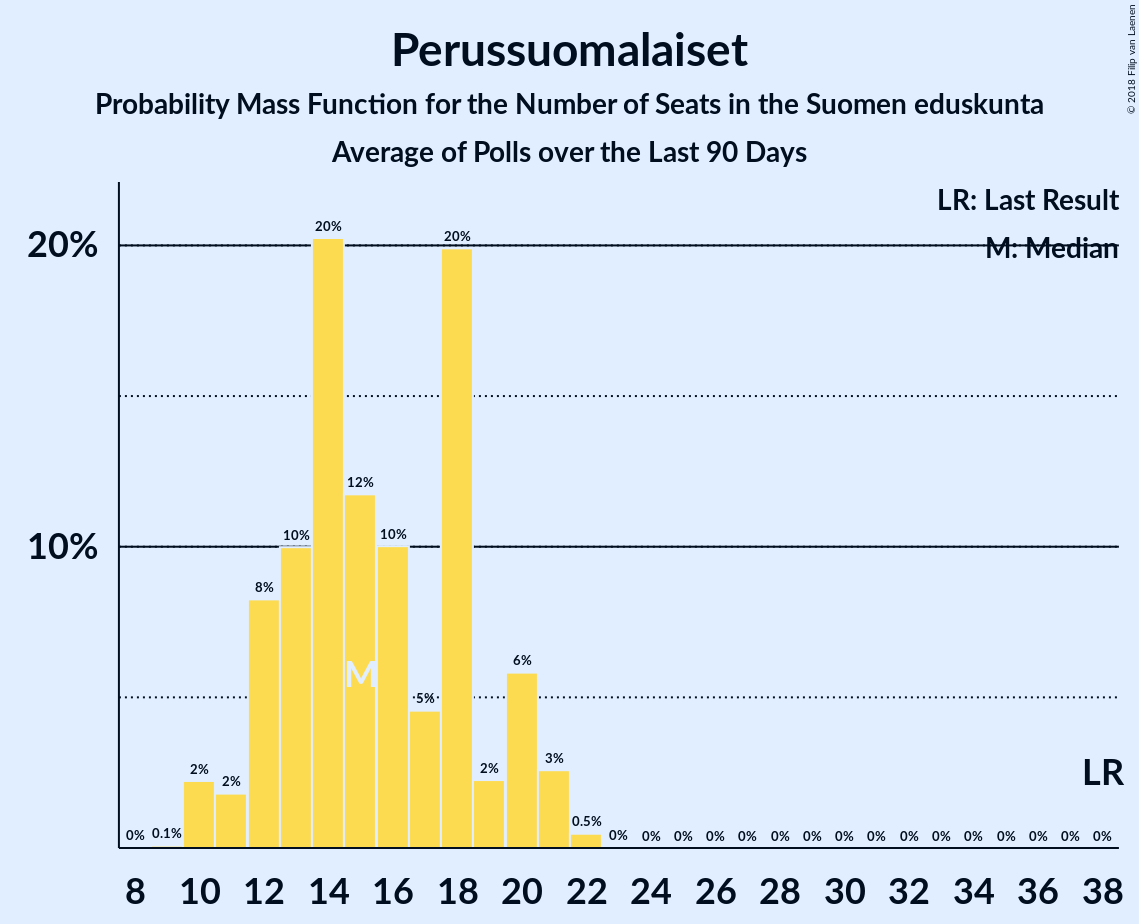 Perussuomalaiset
Probability Mass Function for the Number of Seats in the Suomen eduskunta
Average of Polls over the Last 90 Days
© 2018 Filip van Laenen
LR: Last Result
M: Median
20%
10%
0% 0.1% 2% 2% 8% 10% 20% 12% 10% 5% 20% 2% 6% 3% 0.5% 0% 0% 0% 0% 0% 0% 0% 0% 0% 0% 0% 0% 0% 0% 0% 0%
M
LR
8 10 12 14 16 18 20 22 24 26 28 30 32 34 36 38